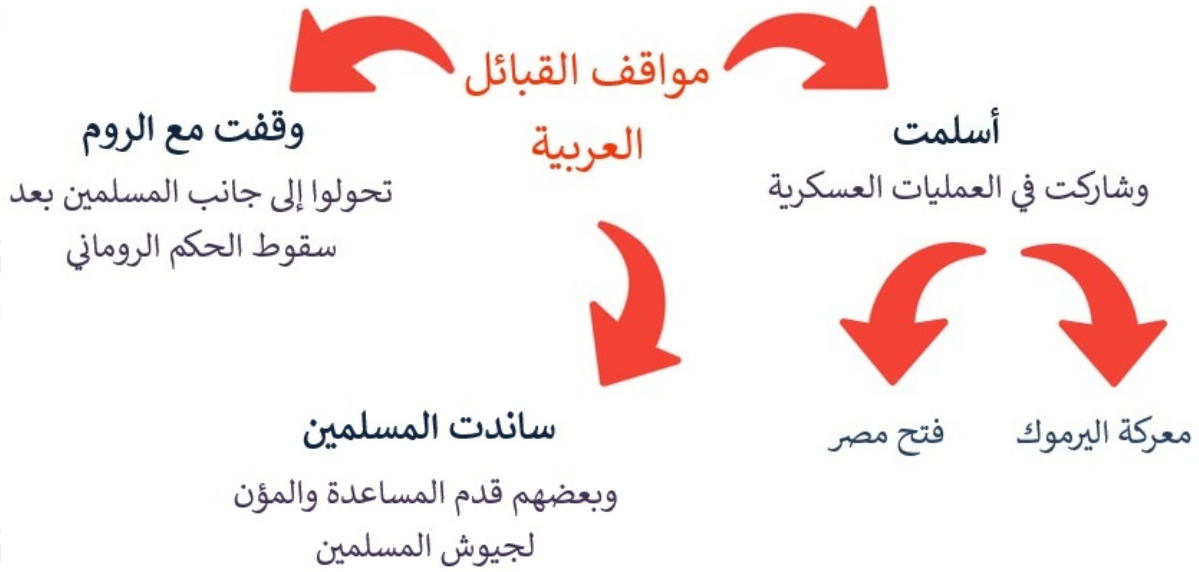 مواقف القبائل
العربية
أسلمت
وشاركت في العمليات العسكرية
معركة اليرموك
فتح مصر
ساندت المسلمين
وبعضهم قدم المساعدة والمؤن
لجيوش المسلمين
وقفت مع الروم
تحولوا إلى جانب المسلمين بعد
سقوط الحكم الروماني